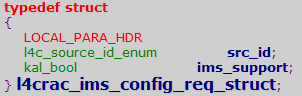 typedef struct
{
LOCAL_PARA_HDR
l4c_source_id_enum src_id;
kal_bool ims_support;
} l4crac_ims_config_req_struct;